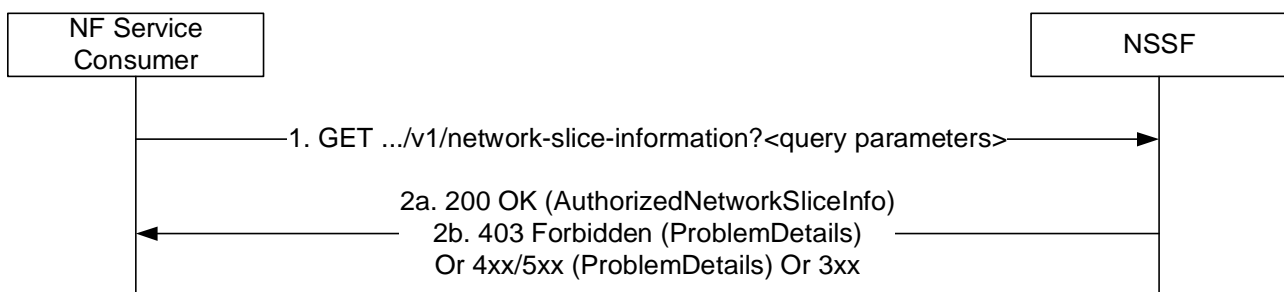 NF Service
Consumer
NSSF
1. GET .../v1/network-slice-information?<query parameters>
2a. 200 OK (AuthorizedNetworkSliceInfo)
2b. 403 Forbidden (ProblemDetails)
Or 4xx/5xx (ProblemDetails) Or 3xx